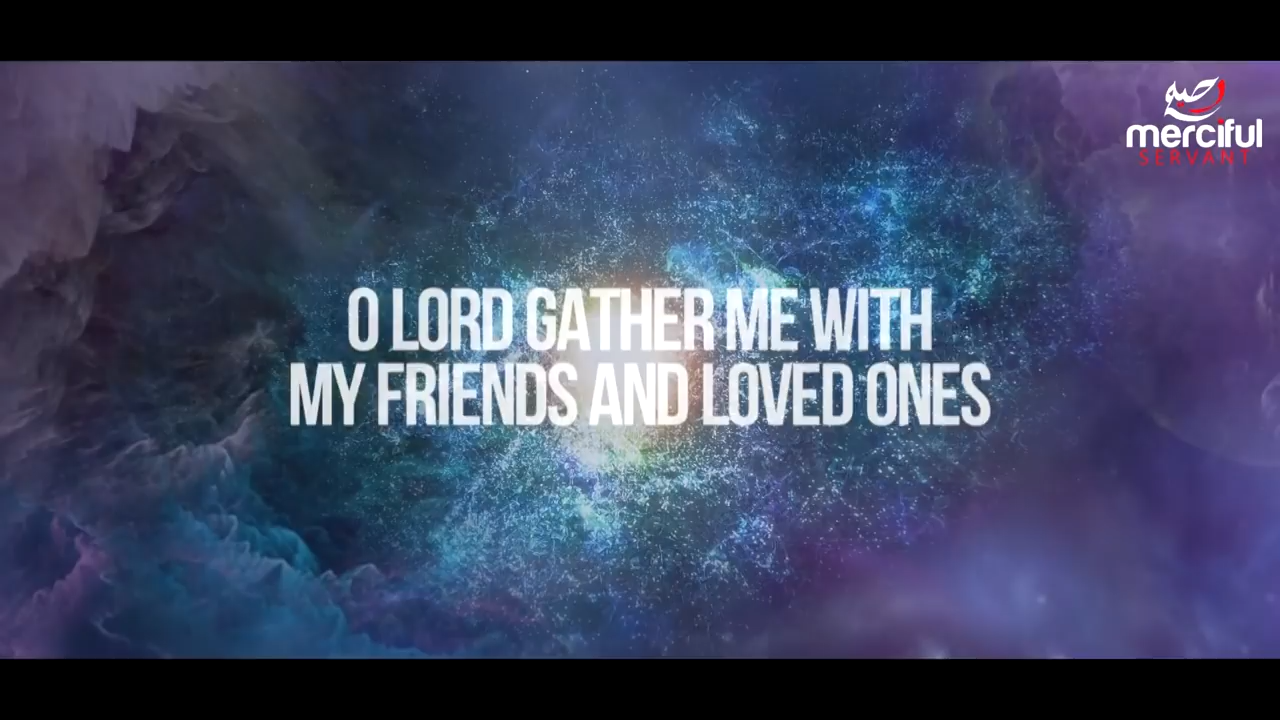 merciful
SERVANT
O LORD GATHER ME WITH
MY FRIENDS AND LOVED ONES